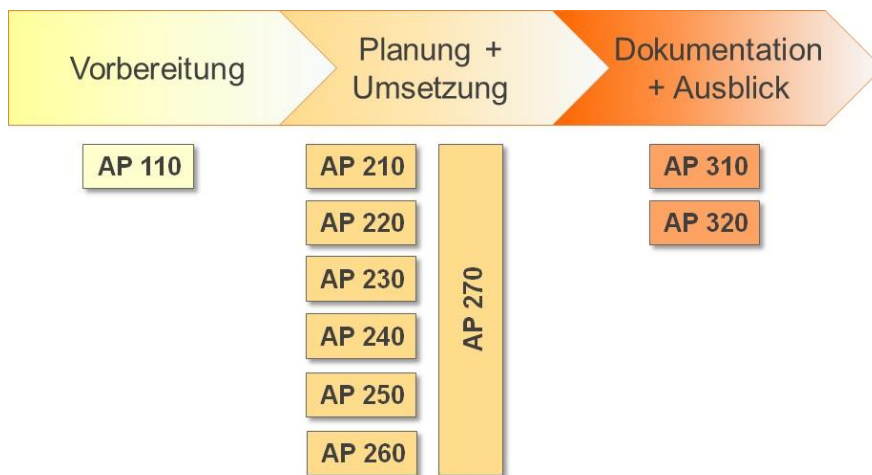 Vorbereitung
Planung +
Umsetzung
Dokumentation
+ Ausblick
AP 110
AP 210
AP 220
AP 230
AP 240
AP 250
AP 260
AP 270
AP 310
AP 320